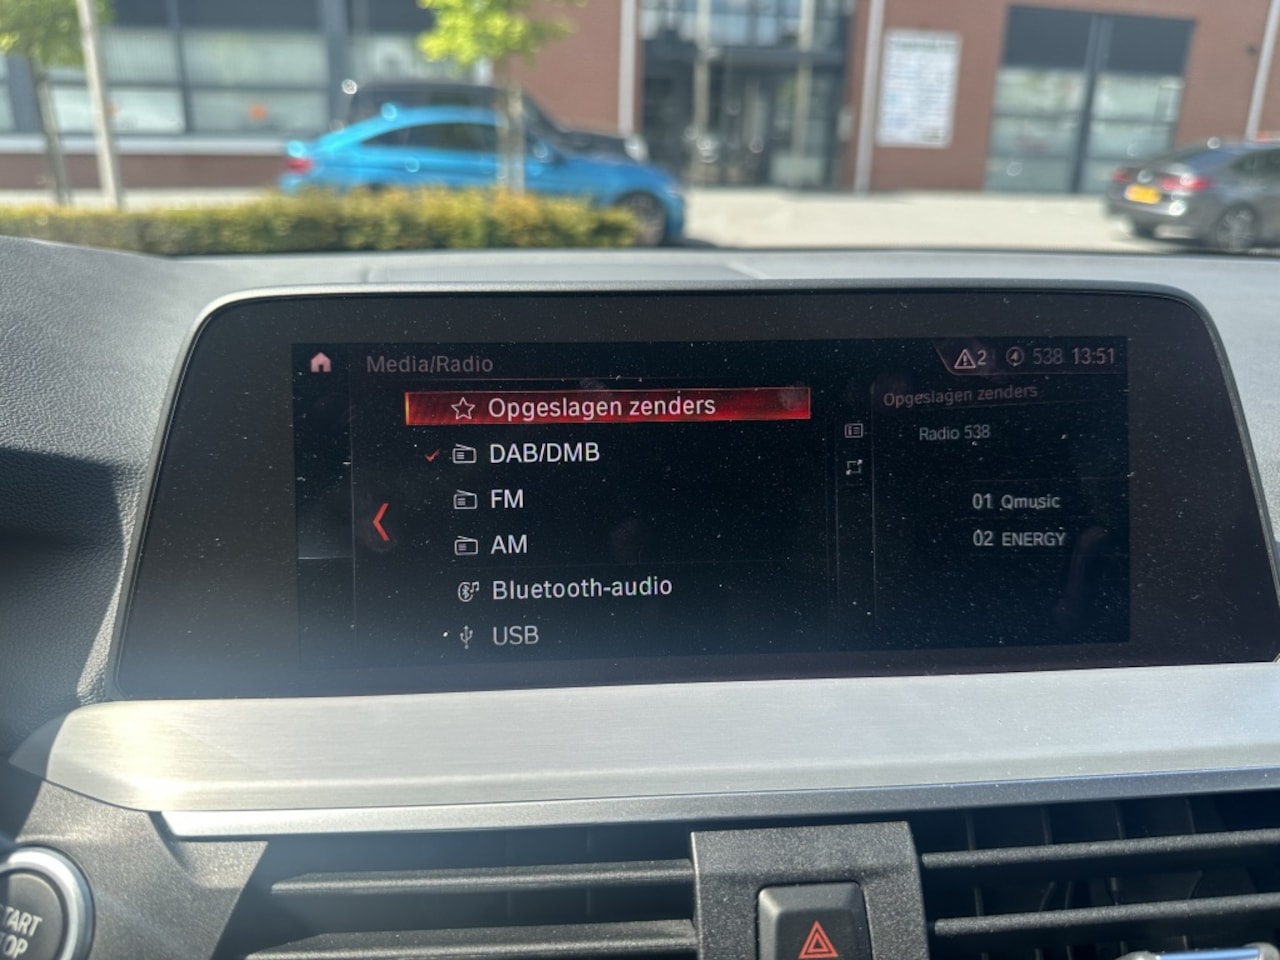 Media/Radio
2 538 13:51
Opgeslagen zenders
DAB/DMB
FM
AM
Bluetooth-audio
USB
Opgeslagen zenders
Radio 538
01 Qmusic
02 ENERGY
START
STOP